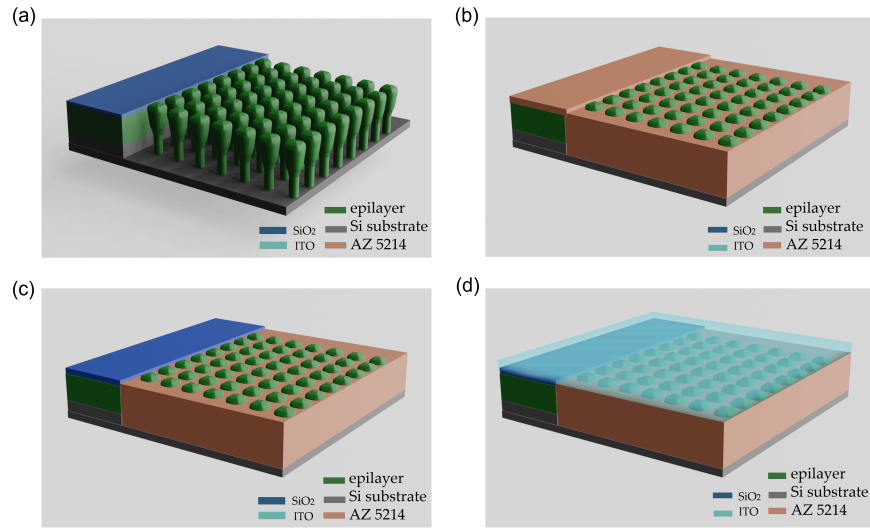 (a)
epilayer
SiO₂ Si substrate
ITO AZ 5214
(b)
epilayer
SiO₂ Si substrate
ITO AZ 5214
(c)
epilayer
SiO₂ Si substrate
ITO AZ 5214
(d)
epilayer
SiO₂ Si substrate
ITO AZ 5214